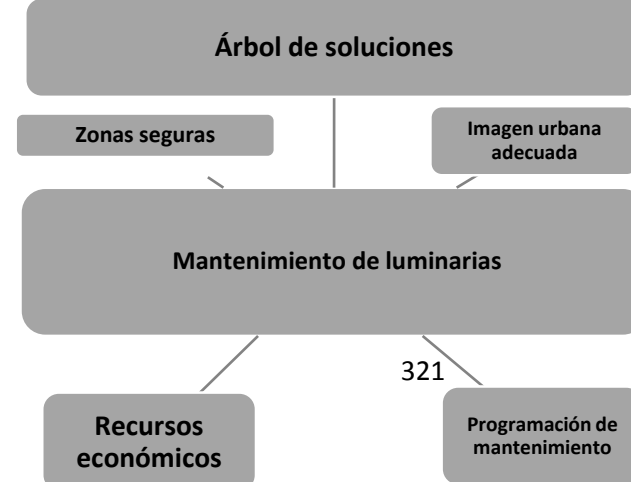 Árbol de soluciones
Zonas seguras
Imagen urbana
adecuada
Mantenimiento de luminarias
321
Recursos
económicos
Programación de
mantenimiento